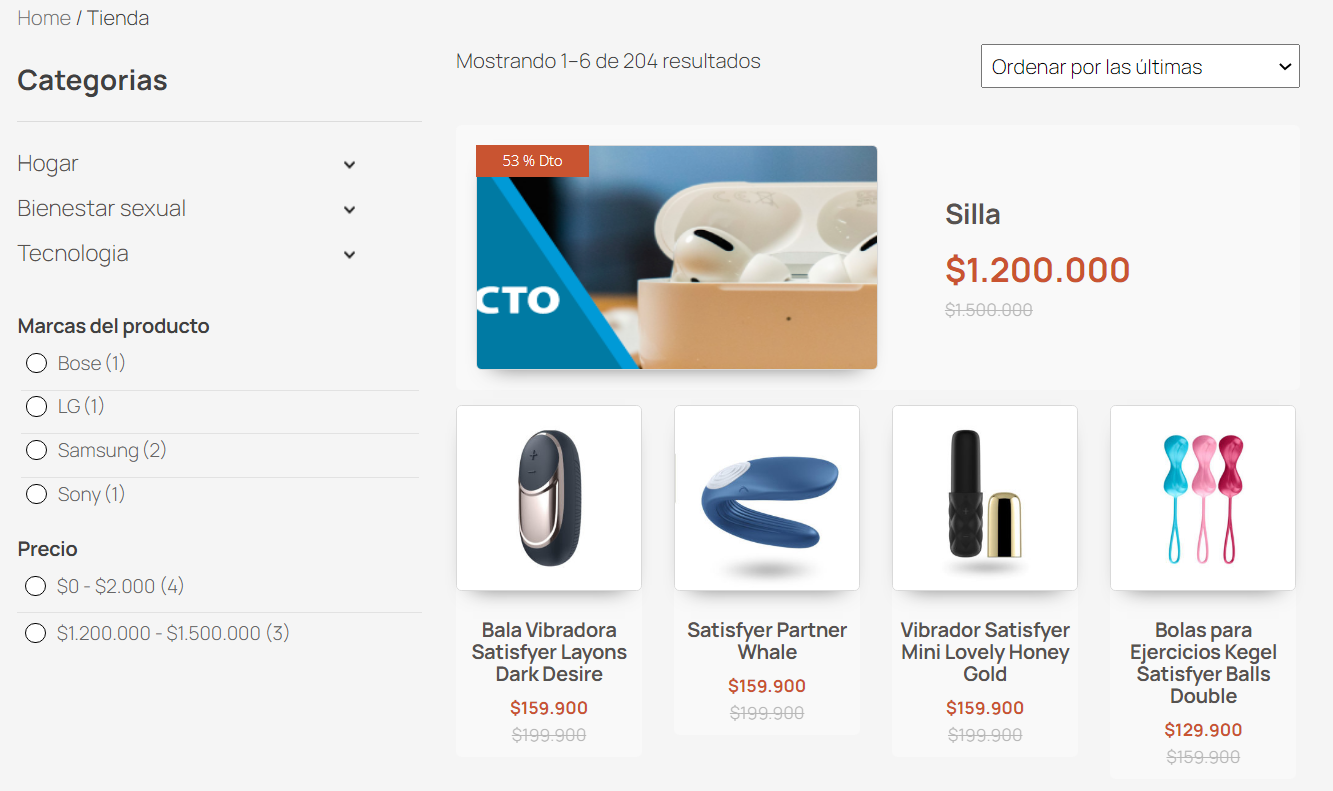 Home / Tienda
Categorias
Hogar
Bienestar sexual
Tecnologia
Marcas del producto
Bose (1)
LG (1)
Samsung (2)
Sony (1)
Precio
$0 - $2.000 (4)
$1.200.000 - $1.500.000 (3)
Mostrando 1–6 de 204 resultados
Ordenar por las últimas
53 % Dto
CTO
Silla
$1.200.000
$1.500.000
Bala Vibradora
Satisfyer Layons
Dark Desire
$159.900
$199.900
Satisfyer Partner
Whale
$159.900
$199.900
Vibrador Satisfyer
Mini Lovely Honey
Gold
$159.900
$199.900
Bolas para
Ejercicios Kegel
Satisfyer Balls
Double
$129.900
$159.900